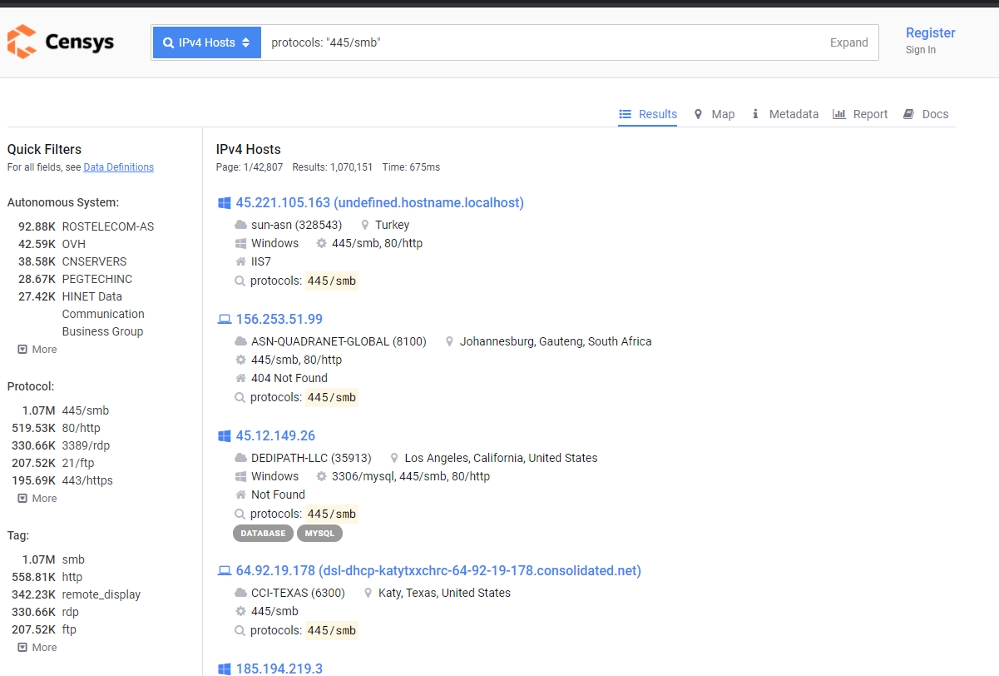 Censys
IPv4 Hosts
protocols: "445/smb"
Expand
Register
Sign In
Results
Map
Metadata
Report
Docs
Quick Filters
For all fields, see Data Definitions
Autonomous System:
92.88K ROSTELECOM-AS
42.59K OVH
38.58K CNSERVERS
28.67K PEGTECHINC
27.42K HINET Data
Communication
Business Group
More
Protocol:
1.07M 445/smb
519.53K 80/http
330.66K 3389/rdp
207.52K 21/ftp
195.69K 443/https
More
Tag:
1.07M smb
558.81K http
342.23K remote_display
330.66K rdp
207.52K ftp
More
IPv4 Hosts
Page: 1/42,807 Results: 1,070,151 Time: 675ms
45.221.105.163 (undefined.hostname.localhost)
sun-asn (328543) Turkey
Windows 445/smb, 80/http
IIS7
protocols: 445/smb
156.253.51.99
ASN-QUADRANET-GLOBAL (8100) Johannesburg, Gauteng, South Africa
445/smb, 80/http
404 Not Found
protocols: 445/smb
45.12.149.26
DEDIPATH-LLC (35913) Los Angeles, California, United States
Windows 3306/mysql, 445/smb, 80/http
Not Found
protocols: 445/smb
DATABASE MYSQL
64.92.19.178 (dsl-dhcp-katytxxchrc-64-92-19-178.consolidated.net)
CCI-TEXAS (6300) Katy, Texas, United States
445/smb
protocols: 445/smb
185.194.219.3